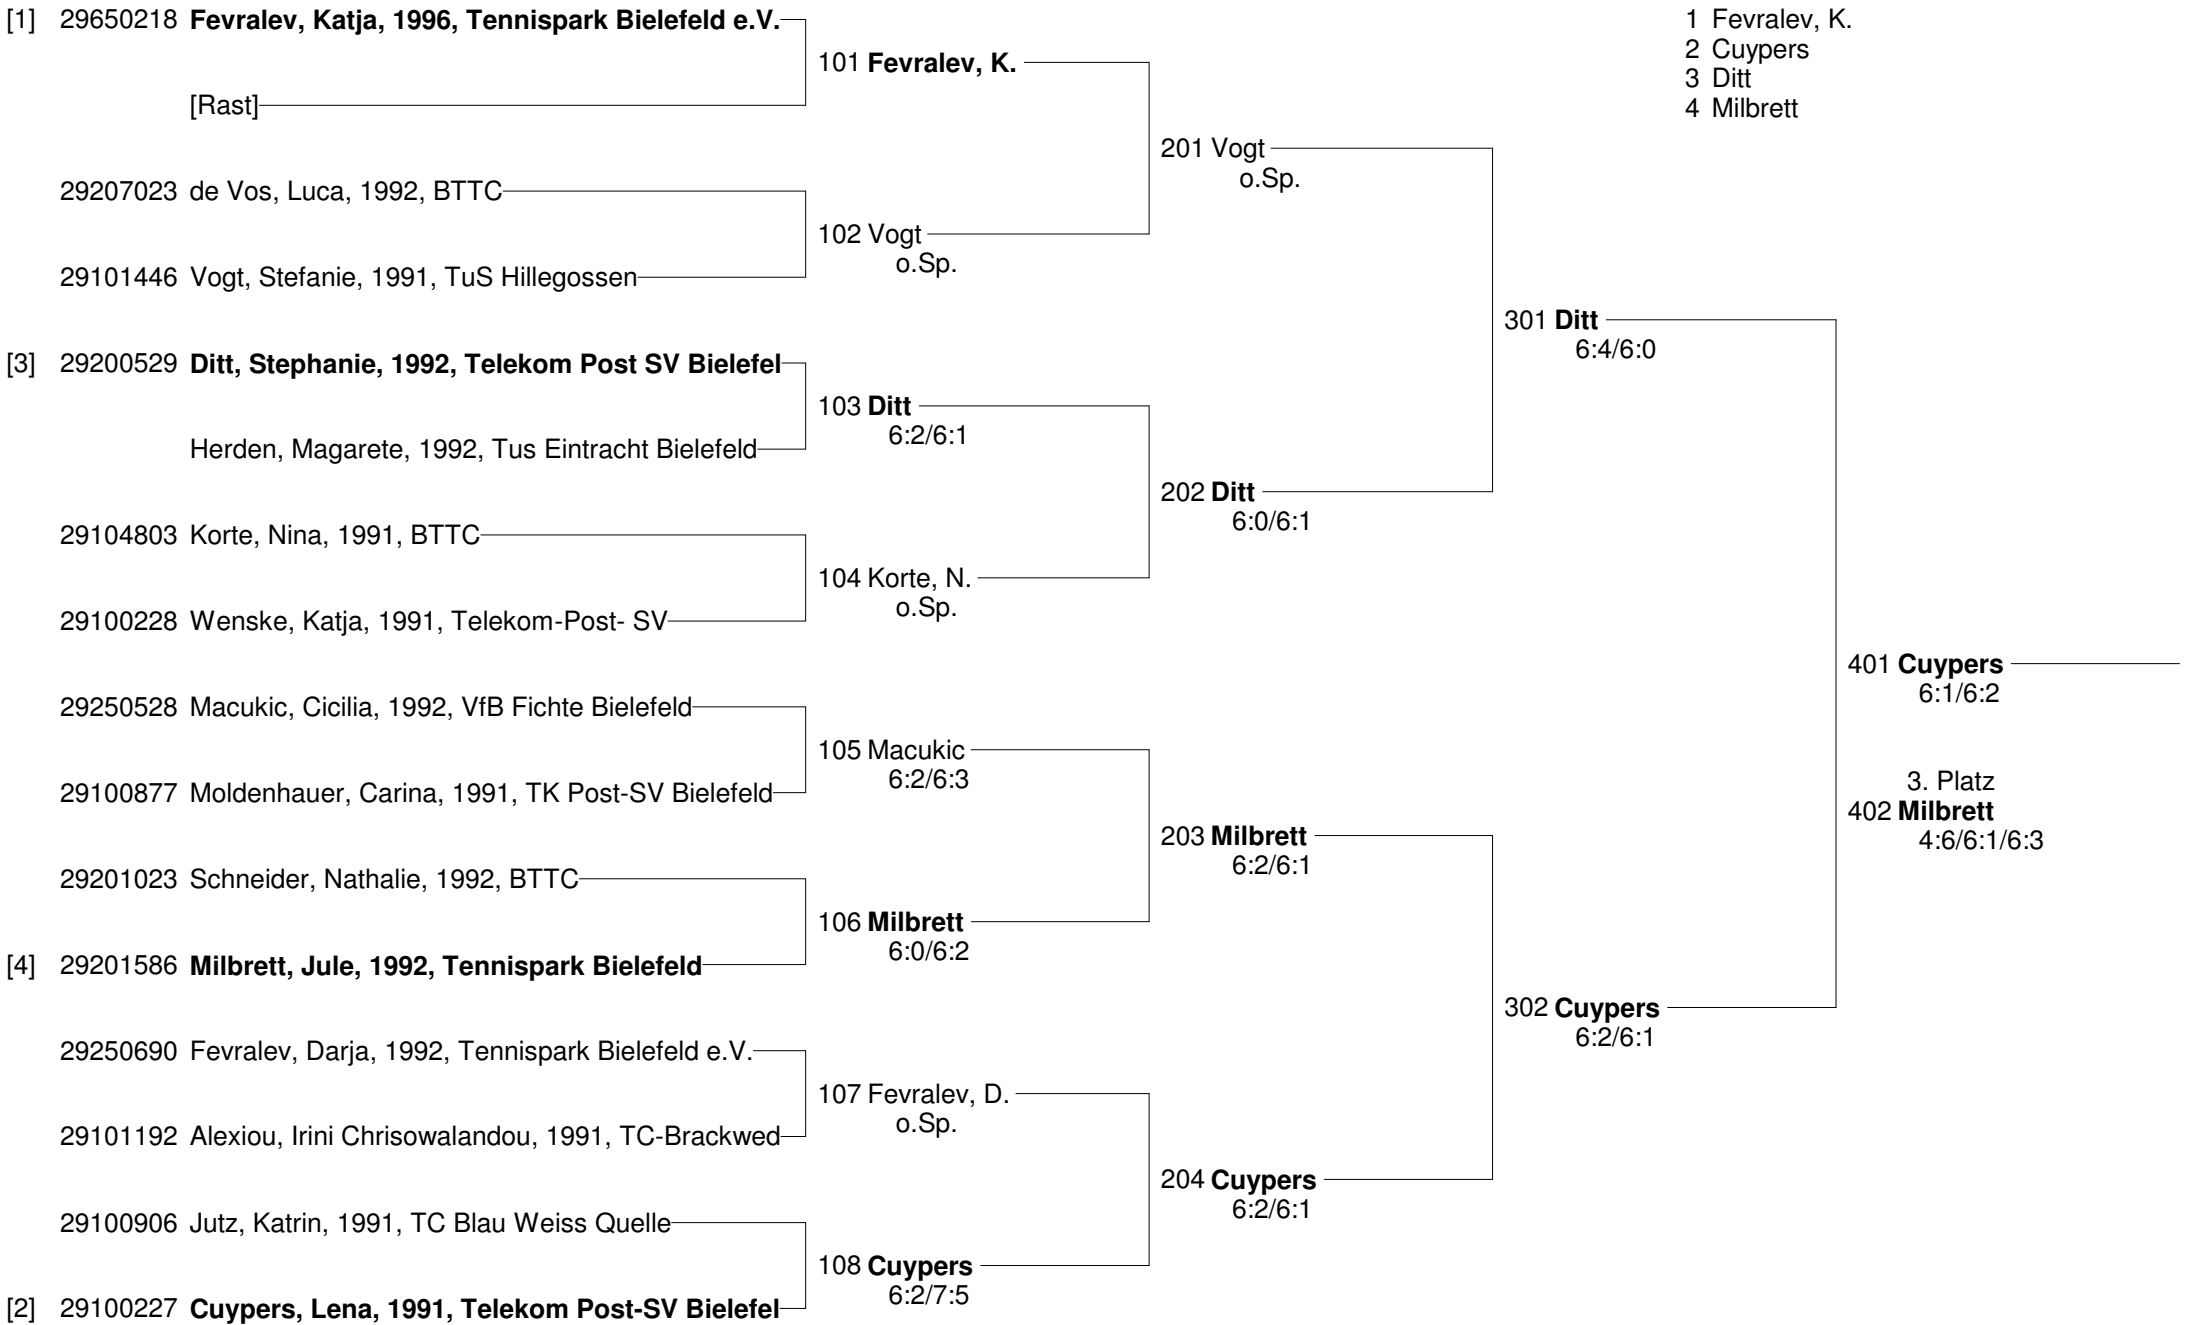 [1] 29650218 Fevralev, Katja, 1996, Tennispark Bielefeld e.V.
[Rast]
29207023 de Vos, Luca, 1992, BTTC
29101446 Vogt, Stefanie, 1991, TuS Hillegossen
[3] 29200529 Ditt, Stephanie, 1992, Telekom Post SV Bielefel
Herden, Magarete, 1992, Tus Eintracht Bielefeld
29104803 Korte, Nina, 1991, BTTC
29100228 Wenske, Katja, 1991, Telekom-Post- SV
29250528 Macukic, Cicilia, 1992, VfB Fichte Bielefeld
29100877 Moldenhauer, Carina, 1991, TK Post-SV Bielefeld
29201023 Schneider, Nathalie, 1992, BTTC
[4] 29201586 Milbrett, Jule, 1992, Tennispark Bielefeld
29250690 Fevralev, Darja, 1992, Tennispark Bielefeld e.V.
29101192 Alexiou, Irini Chrisowalandou, 1991, TC-Brackwed
29100906 Jutz, Katrin, 1991, TC Blau Weiss Quelle
[2] 29100227 Cuypers, Lena, 1991, Telekom Post-SV Bielefel
101 Fevralev, K.
102 Vogt
o.Sp.
103 Ditt
6:2/6:1
104 Korte, N.
o.Sp.
105 Macukic
6:2/6:3
106 Milbrett
6:0/6:2
107 Fevralev, D.
o.Sp.
108 Cuypers
6:2/7:5
201 Vogt
o.Sp.
202 Ditt
6:0/6:1
203 Milbrett
6:2/6:1
204 Cuypers
6:2/6:1
301 Ditt
6:4/6:0
302 Cuypers
6:2/6:1
401 Cuypers
6:1/6:2
3. Platz
402 Milbrett
4:6/6:1/6:3
1 Fevralev, K.
2 Cuypers
3 Ditt
4 Milbrett